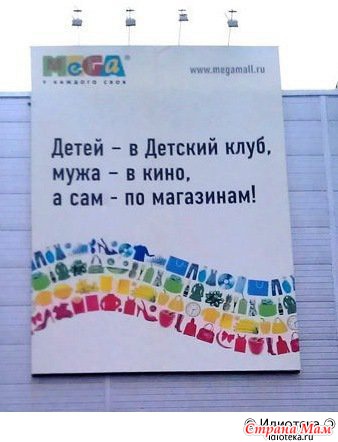 MEGA®
у каждого своя
www.megamall.ru
Детей – в Детский клуб,
мужа – в кино,
а сам - по магазинам!
© Идиотека
idioteka.ru
Страна Мам